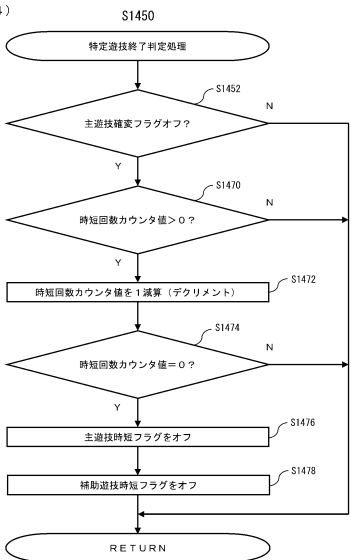 4)
S1450
特定遊技終了判定処理
S1452
主遊技確変フラグオフ?
N
Y
S1470
時短回数カウンタ値>0?
N
Y
S1472
時短回数カウンタ値を1減算(デクリメント)
S1474
時短回数カウンタ値=0?
N
Y
S1476
主遊技時短フラグをオフ
S1478
補助遊技時短フラグをオフ
RETURN